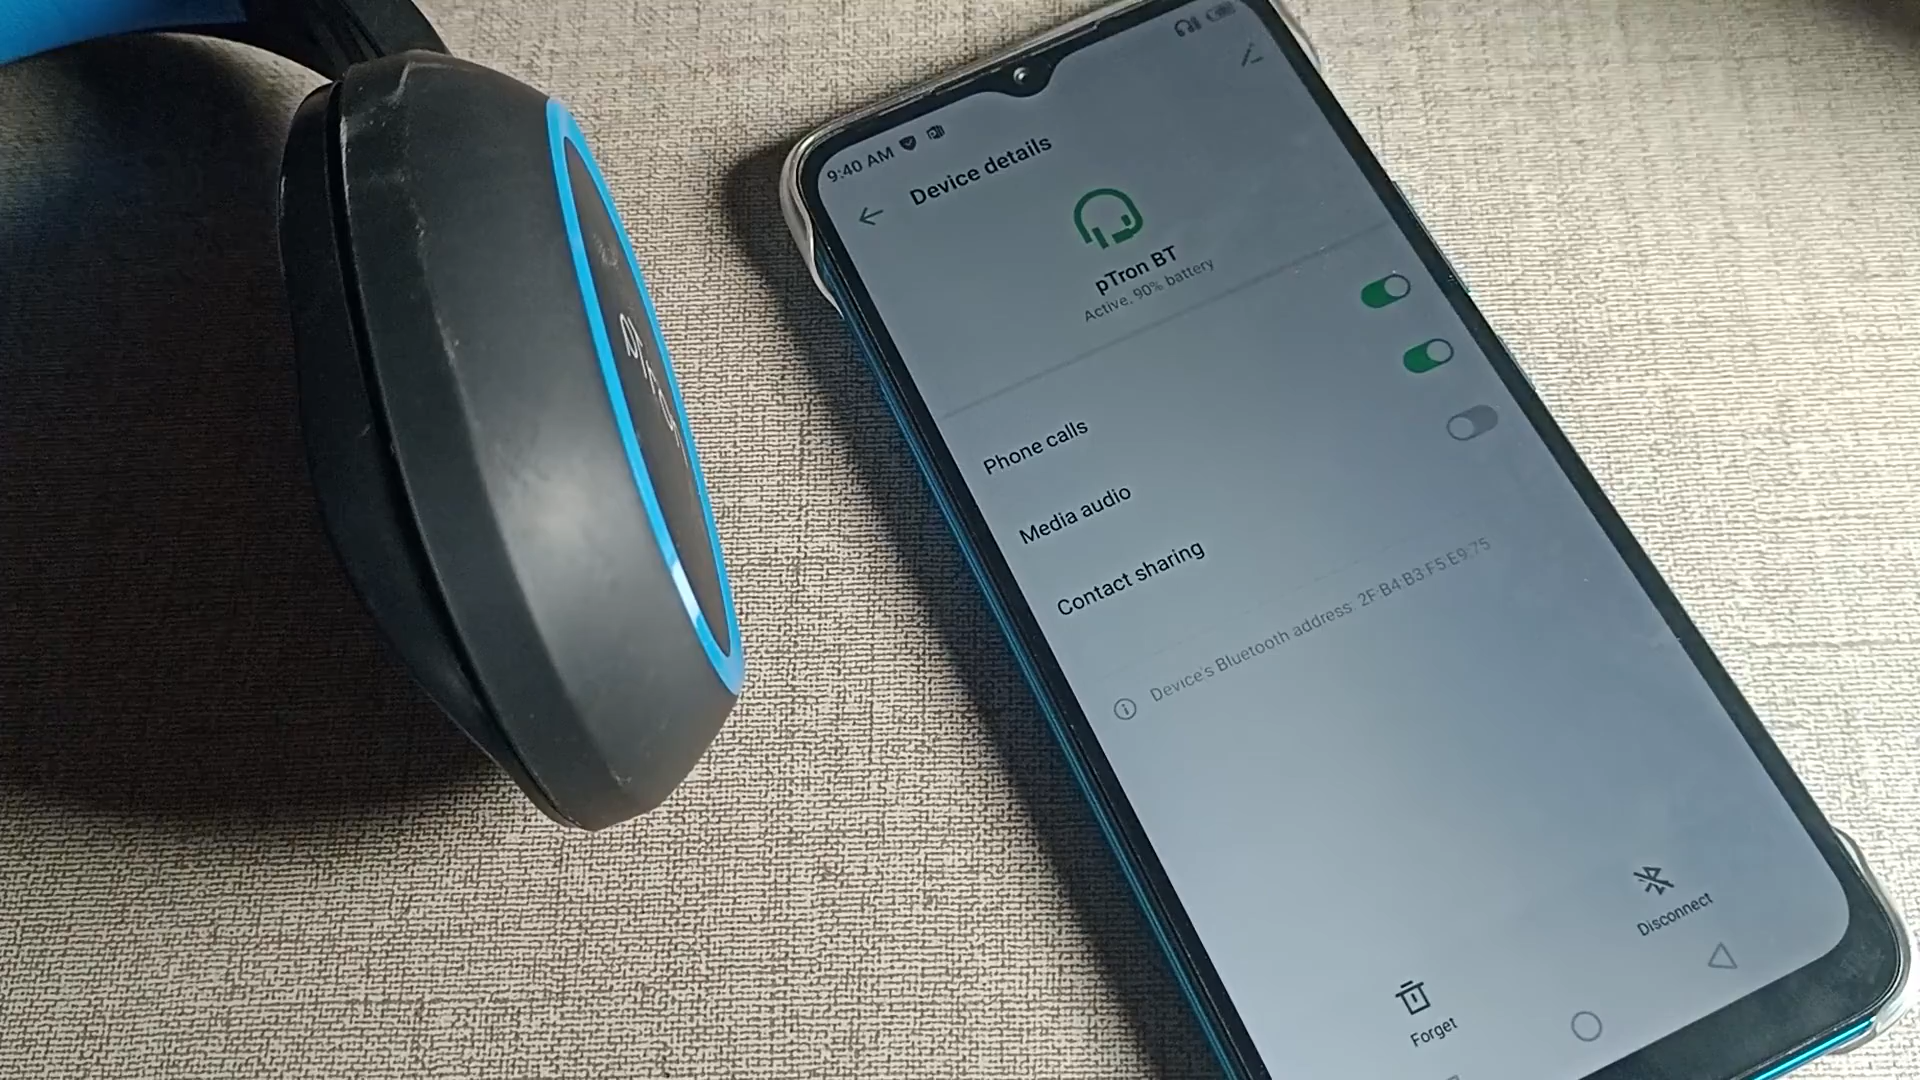 9:40 AM
Device details
pTron BT
Active, 90% battery
Phone calls
Media audio
Contact sharing
Device's Bluetooth address: 2F:B4:B3:F5:E9:75
Disconnect
Forget
pTron